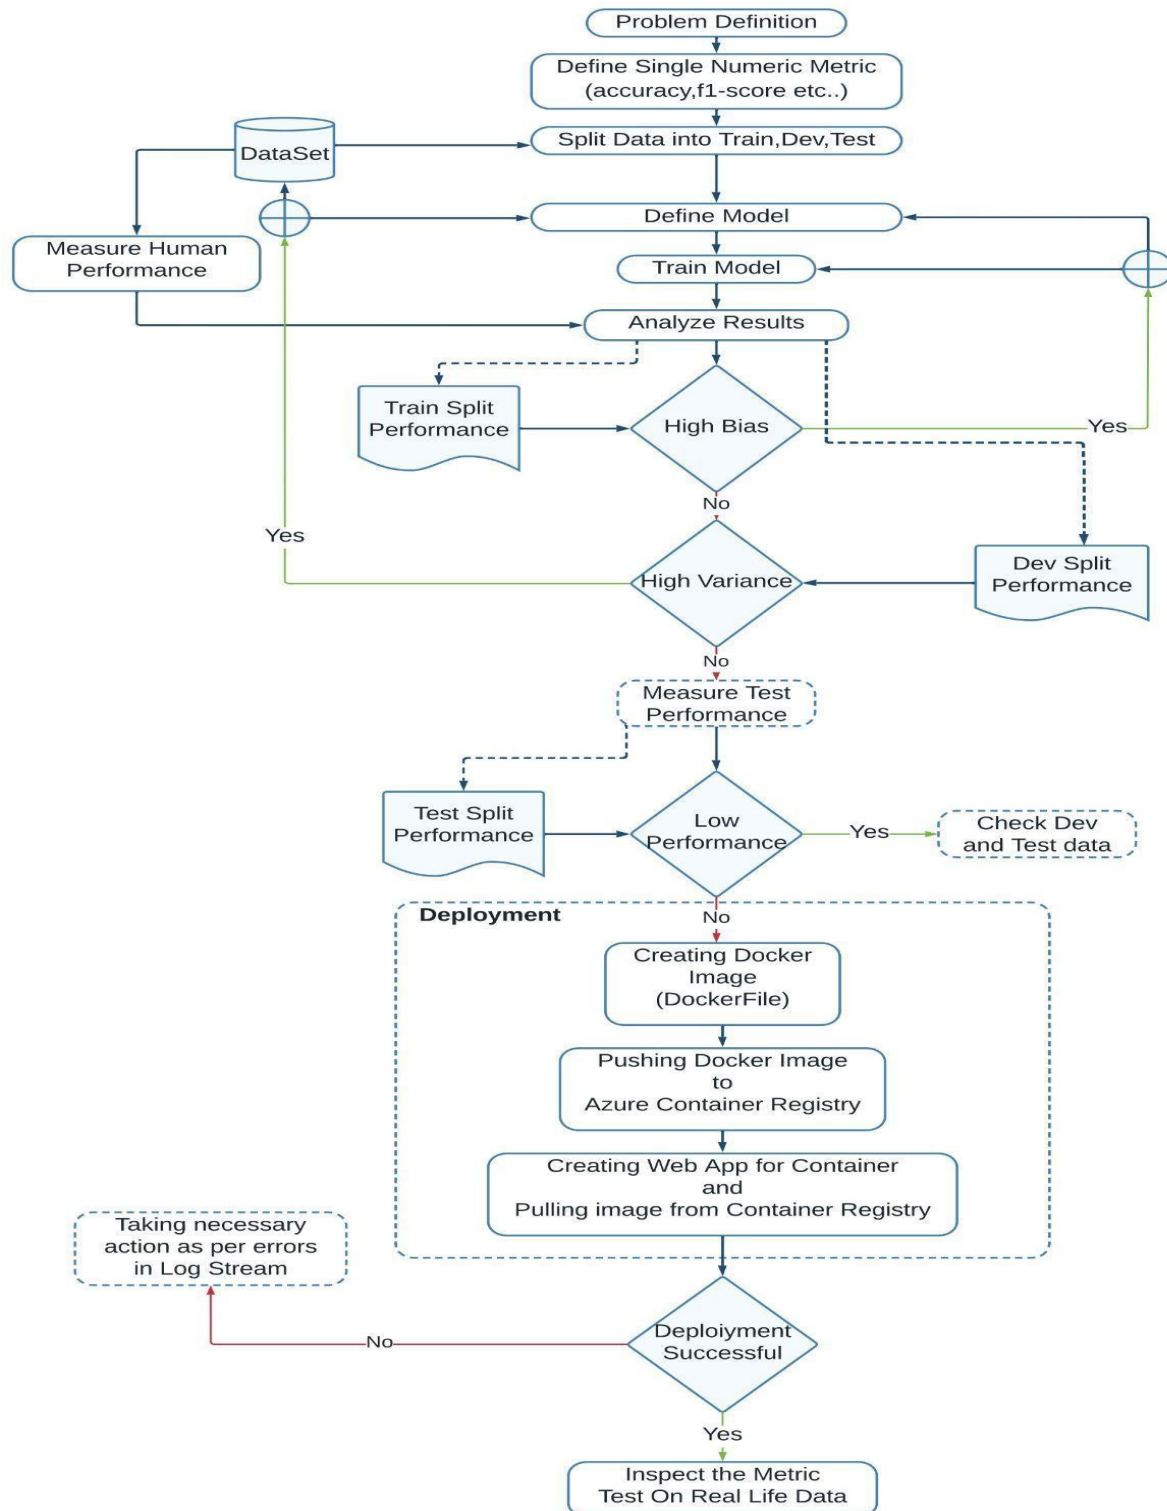 Problem Definition
Define Single Numeric Metric
(accuracy,f1-score etc..)
Split Data into Train,Dev,Test
DataSet
Define Model
Measure Human
Performance
Train Model
Analyze Results
Train Split
Performance
High Bias
Yes
No
Yes
High Variance
Dev Split
Performance
No
Measure Test
Performance
Test Split
Performance
Low
Performance
Yes
Check Dev
and Test data
Deployment
No
Creating Docker
Image
(DockerFile)
Pushing Docker Image
to
Azure Container Registry
Creating Web App for Container
and
Pulling image from Container Registry
Taking necessary
action as per errors
in Log Stream
No
Deploiyment
Successful
Yes
Inspect the Metric
Test On Real Life Data